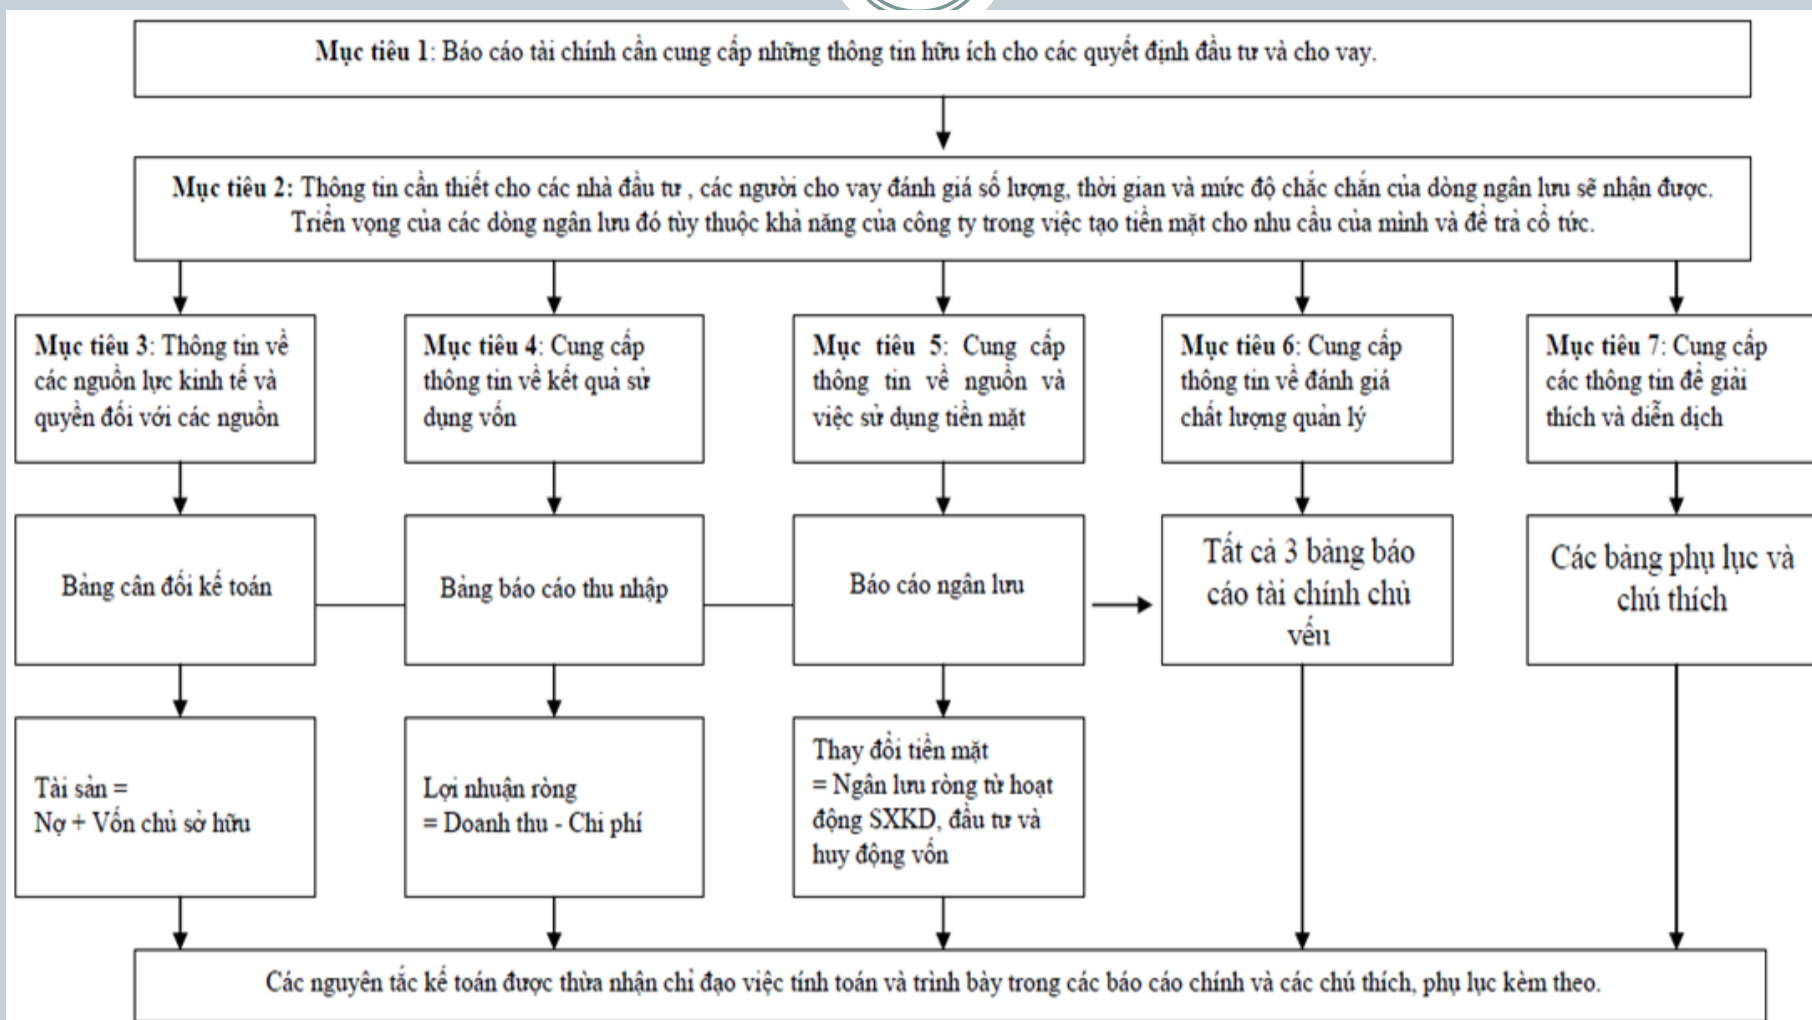 Mục tiêu 1: Báo cáo tài chính cần cung cấp những thông tin hữu ích cho các quyết định đầu tư và cho vay.
Mục tiêu 2: Thông tin cần thiết cho các nhà đầu tư , các người cho vay đánh giá số lượng, thời gian và mức độ chắc chắn của dòng ngân lưu sẽ nhận được.
Triển vọng của các dòng ngân lưu đó tùy thuộc khả năng của công ty trong việc tạo tiền mặt cho nhu cầu của mình và để trả cổ tức.
Mục tiêu 3: Thông tin về
các nguồn lực kinh tế và
quyền đối với các nguồn
Mục tiêu 4: Cung cấp
thông tin về kết quả sử
dụng vốn
Mục tiêu 5: Cung cấp
thông tin về nguồn và
việc sử dụng tiền mặt
Mục tiêu 6: Cung cấp
thông tin về đánh giá
chất lượng quản lý
Mục tiêu 7: Cung cấp
các thông tin để giải
thích và diễn dịch
Bảng cân đối kế toán
Bảng báo cáo thu nhập
Báo cáo ngân lưu
Tất cả 3 bảng báo
cáo tài chính chủ
yếu
Các bảng phụ lục và
chú thích
Tài sản =
Nợ + Vốn chủ sở hữu
Lợi nhuận ròng
= Doanh thu - Chi phí
Thay đổi tiền mặt
= Ngân lưu ròng từ hoạt
động SXKD, đầu tư và
huy động vốn
Các nguyên tắc kế toán được thừa nhận chỉ đạo việc tính toán và trình bày trong các báo cáo chính và các chú thích, phụ lục kèm theo.